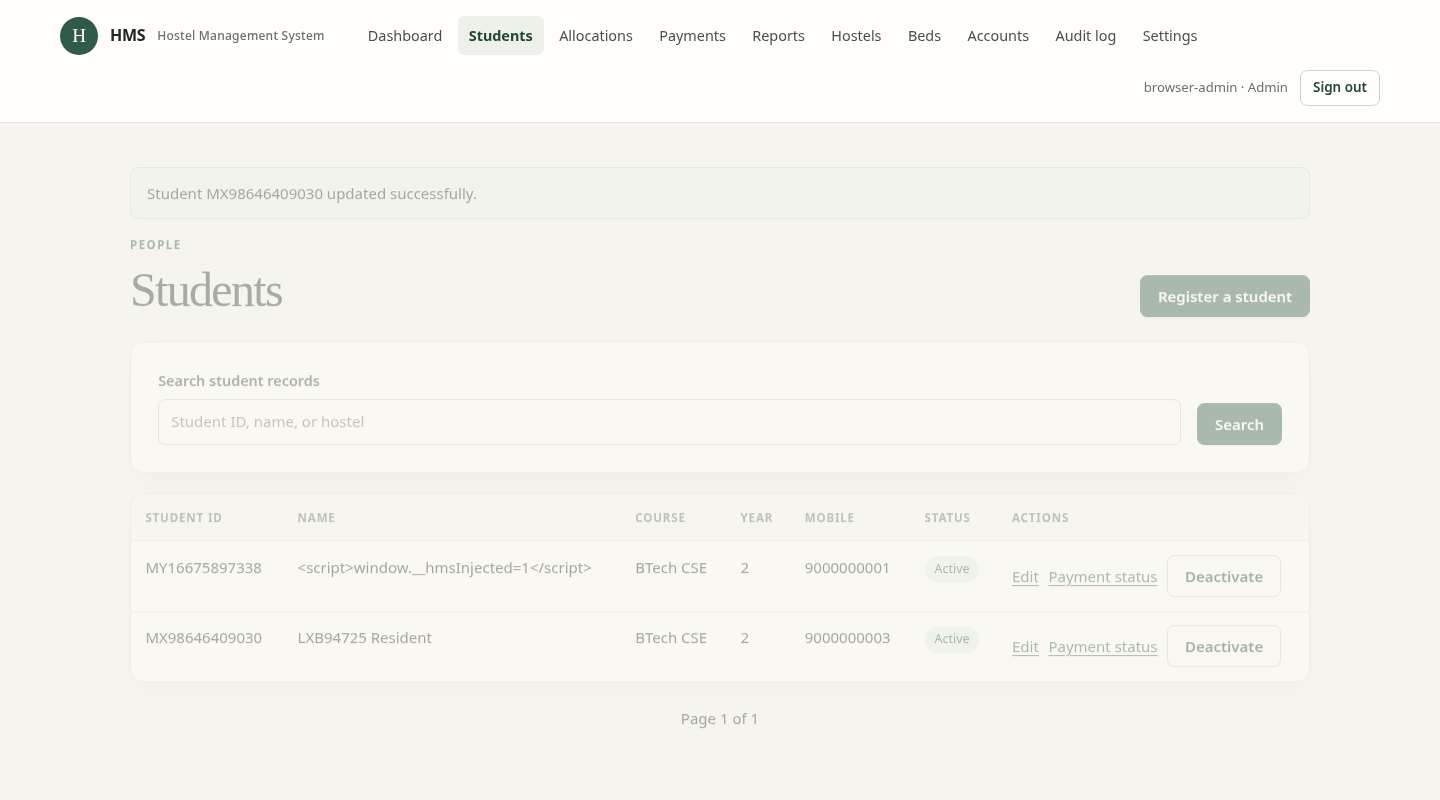 H HMS Hostel Management System Dashboard Students Allocations Payments Reports Hostels Beds Accounts Audit log Settings
browser-admin · Admin Sign out
Student MX98646409030 updated successfully.
PEOPLE
Students
Register a student
Search student records
Student ID, name, or hostel Search
STUDENT ID NAME COURSE YEAR MOBILE STATUS ACTIONS
MY16675897338 <script>window.__hmsInjected=1</script> BTech CSE 2 9000000001 Active Edit Payment status Deactivate
MX98646409030 LXB94725 Resident BTech CSE 2 9000000003 Active Edit Payment status Deactivate
Page 1 of 1